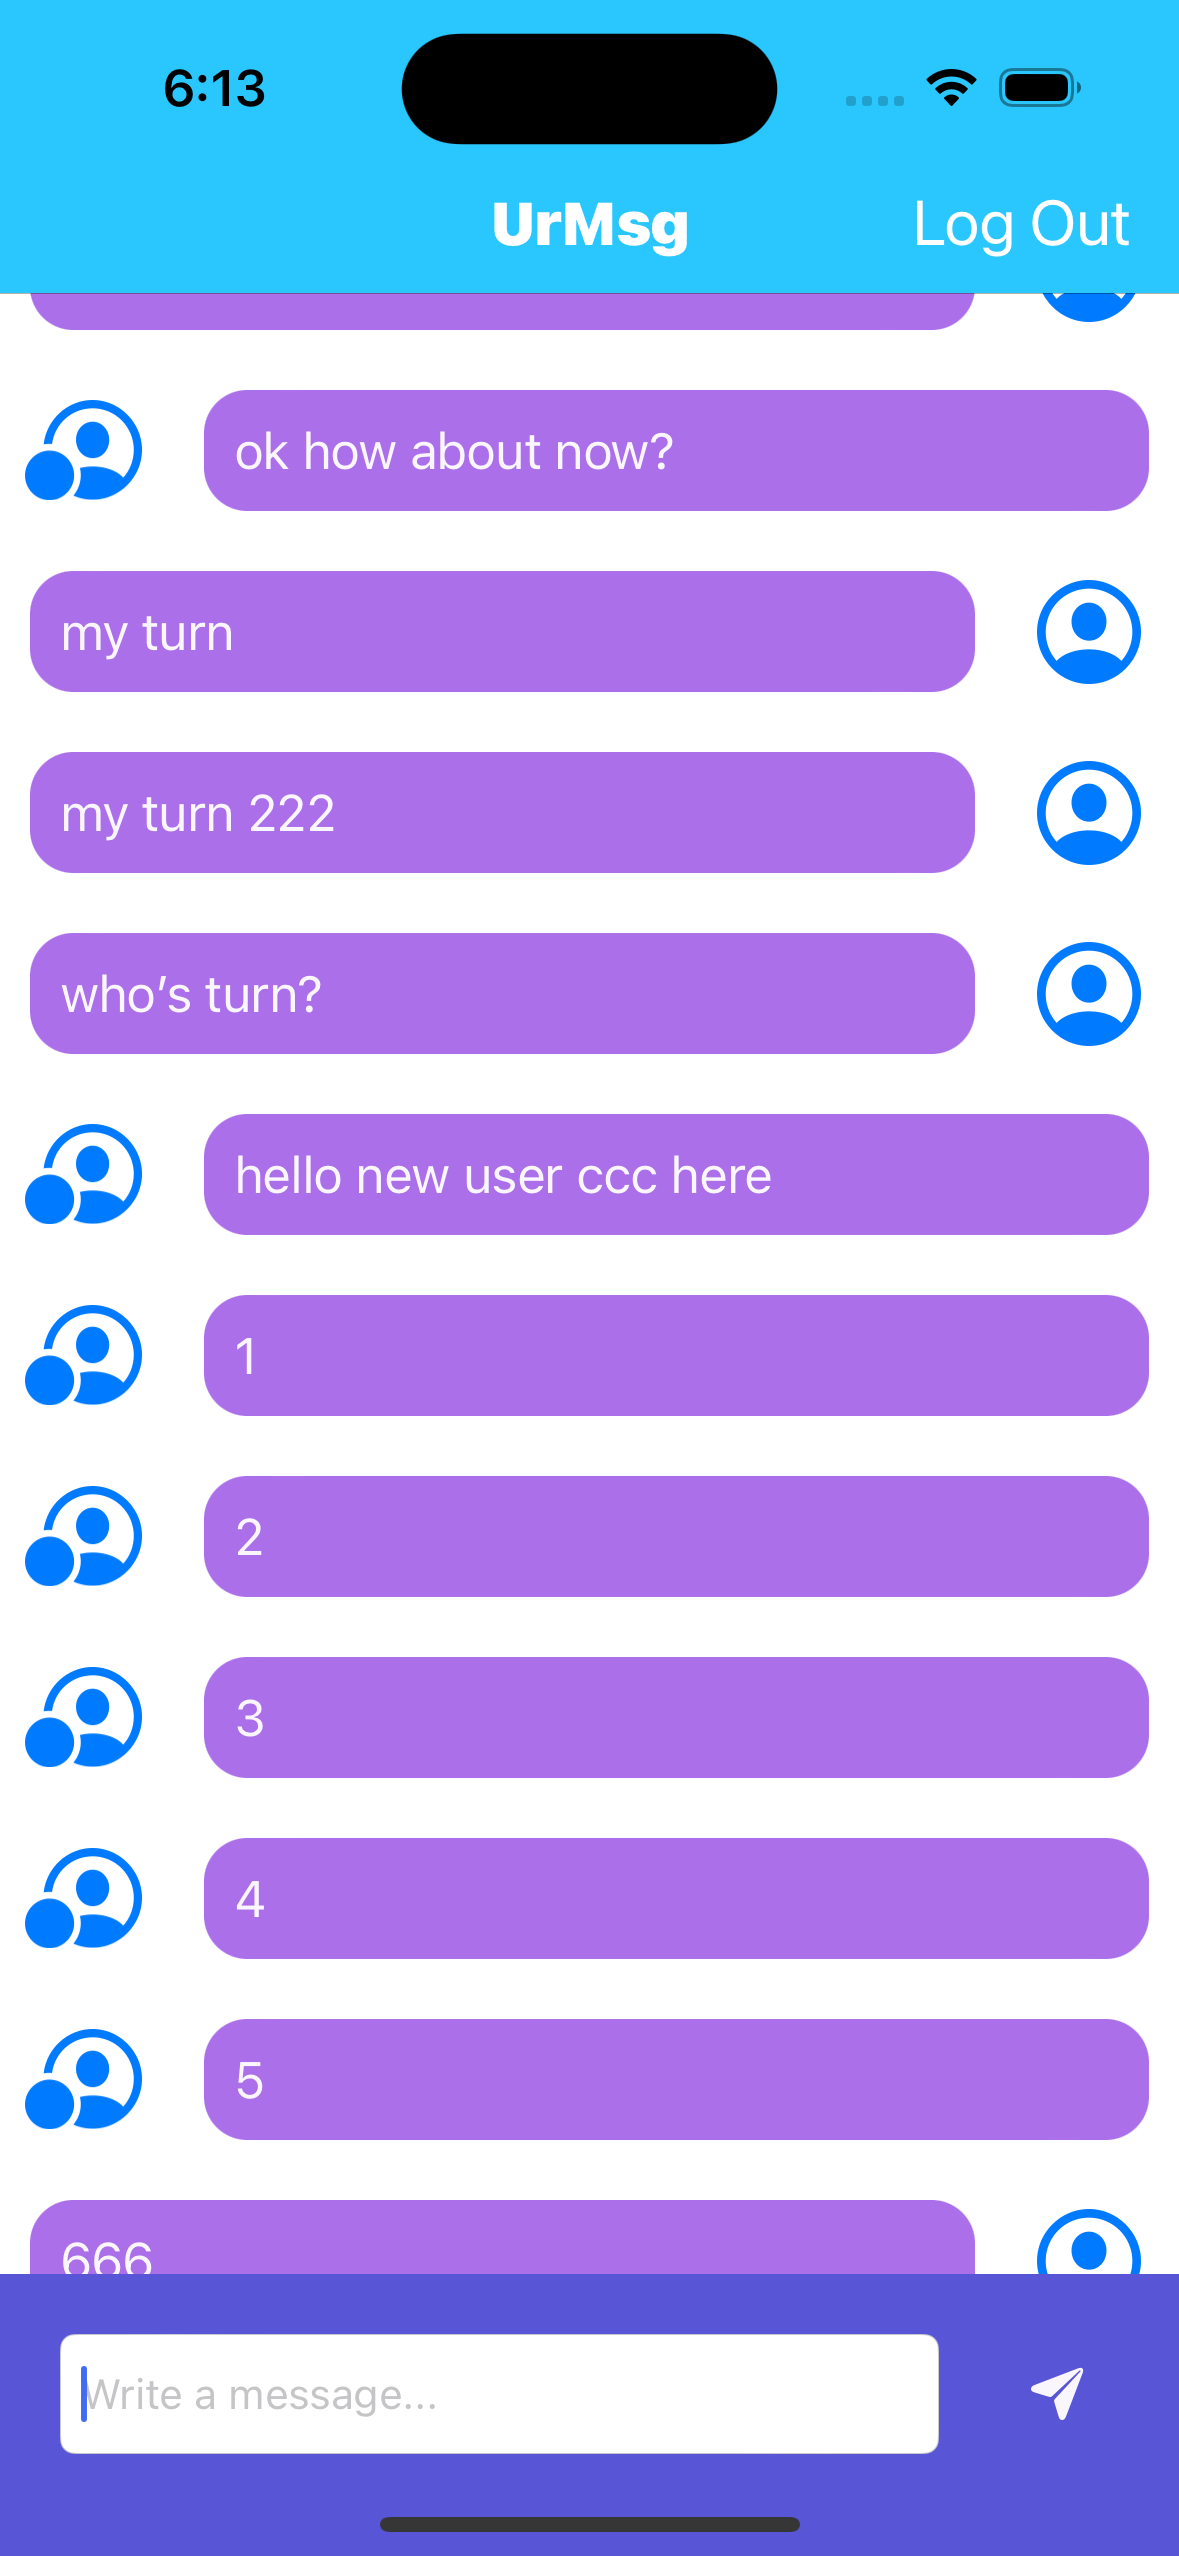 6:13
UrMsg
Log Out
ok how about now?
my turn
my turn 222
who’s turn?
hello new user ccc here
1
2
3
4
5
666
Write a message...